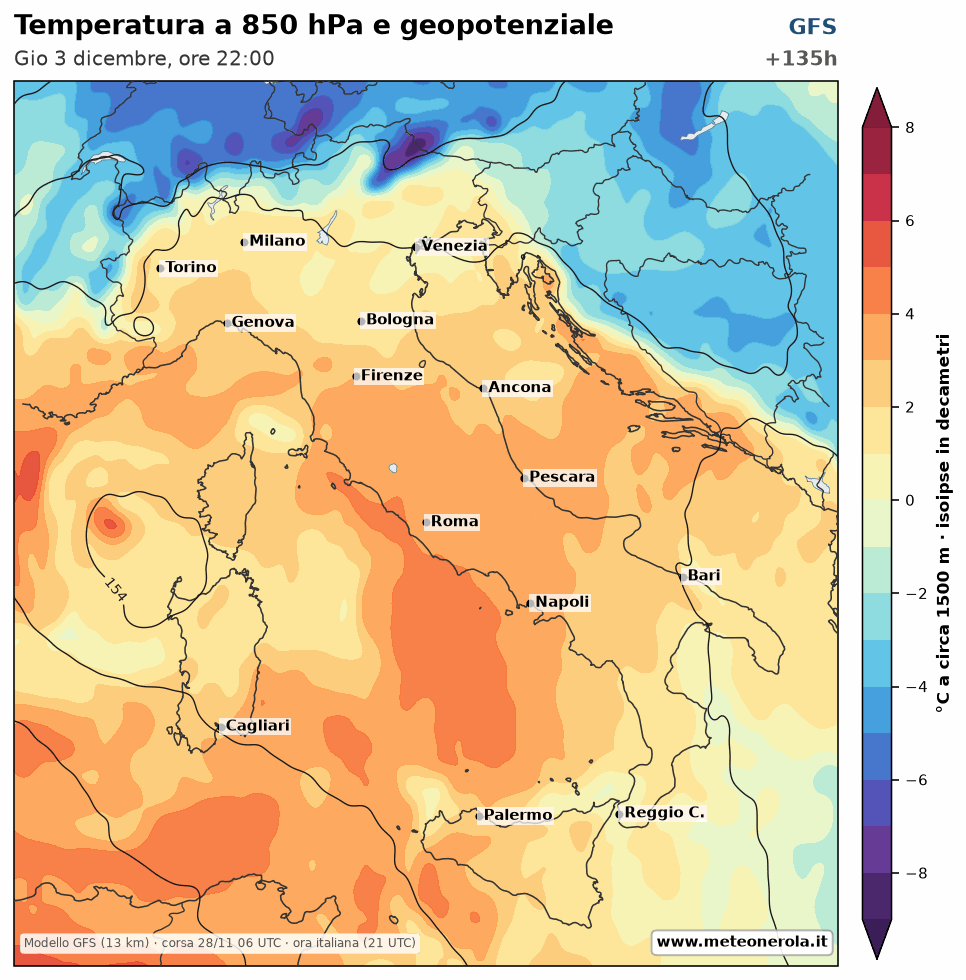 Temperatura a 850 hPa e geopotenziale
GFS
Gio 3 dicembre, ore 22:00
+135h
Milano
Venezia
Torino
Genova
Bologna
Firenze
Ancona
Pescara
Roma
154
Bari
Napoli
Cagliari
Palermo
Reggio C.
8
6
4
2
0
−2
−4
−6
−8
°C a circa 1500 m · isoipse in decametri
Modello GFS (13 km) · corsa 28/11 06 UTC · ora italiana (21 UTC)
www.meteonerola.it